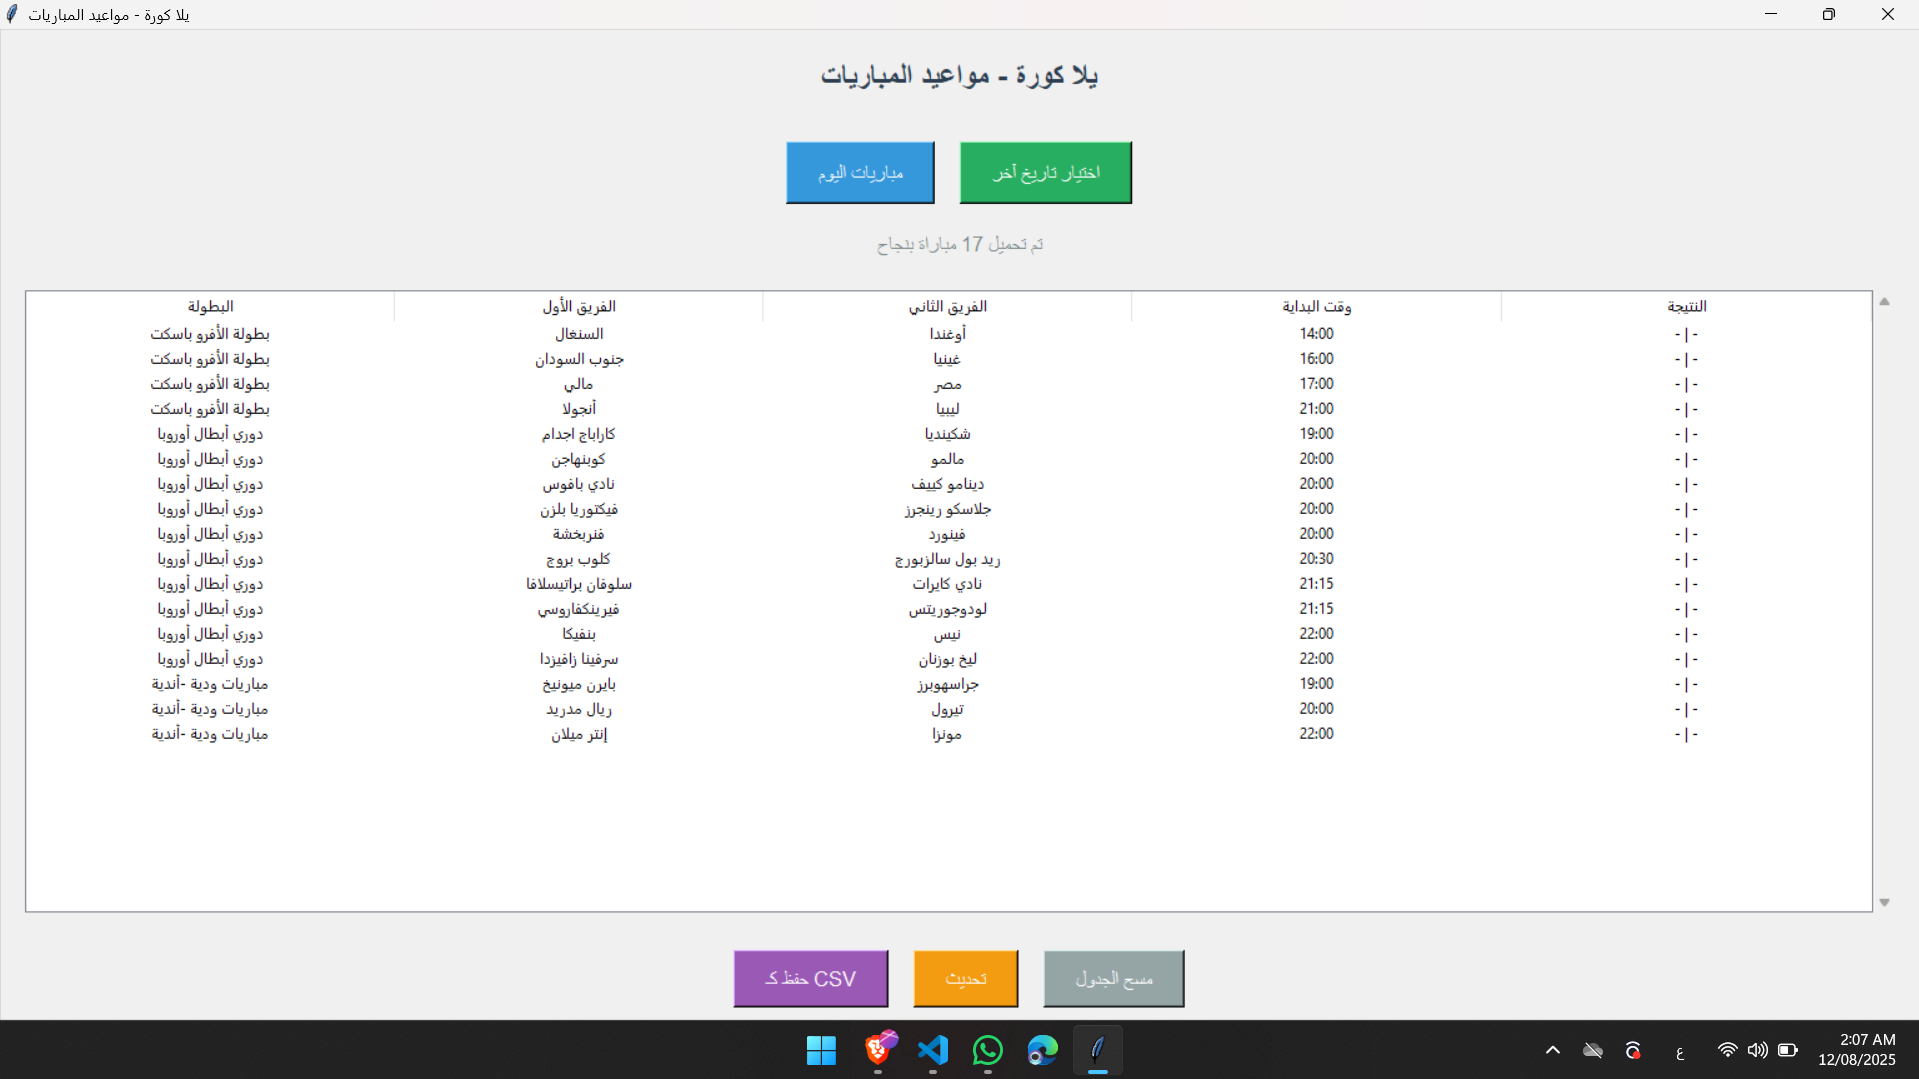 يلا كورة - مواعيد المباريات
يلا كورة - مواعيد المباريات
مباريات اليوم
اختيار تاريخ آخر
تم تحميل 17 مباراة بنجاح
البطولة الفريق الأول الفريق الثاني وقت البداية النتيجة
بطولة الأفرو باسكت السنغال أوغندا 14:00 - | -
بطولة الأفرو باسكت جنوب السودان غينيا 16:00 - | -
بطولة الأفرو باسكت مالي مصر 17:00 - | -
بطولة الأفرو باسكت أنجولا ليبيا 21:00 - | -
دوري أبطال أوروبا كاراباج اجدام شكينديا 19:00 - | -
دوري أبطال أوروبا كوبنهاجن مالمو 20:00 - | -
دوري أبطال أوروبا نادي بافوس دينامو كييف 20:00 - | -
دوري أبطال أوروبا فيكتوريا بلزن جلاسكو رينجرز 20:00 - | -
دوري أبطال أوروبا فنربخشة فينورد 20:00 - | -
دوري أبطال أوروبا كلوب بروج ريد بول سالزبورج 20:30 - | -
دوري أبطال أوروبا سلوفان براتيسلافا نادي كايرات 21:15 - | -
دوري أبطال أوروبا فيرينكفاروسي لودوجوريتس 21:15 - | -
دوري أبطال أوروبا بنفيكا نيس 22:00 - | -
دوري أبطال أوروبا سرفينا زافيزدا ليخ بوزنان 22:00 - | -
مباريات ودية -أندية بايرن ميونيخ جراسهوبرز 19:00 - | -
مباريات ودية -أندية ريال مدريد تيرول 20:00 - | -
مباريات ودية -أندية إنتر ميلان مونزا 22:00 - | -
حفظ كـ CSV
تحديث
مسح الجدول
ع
2:07 AM
12/08/2025